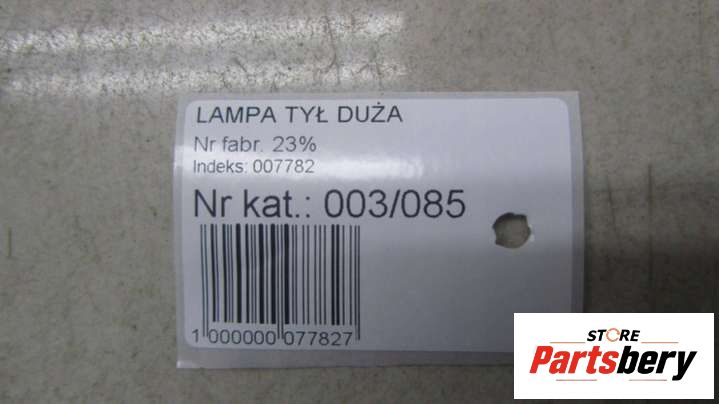 LAMPA TYŁ DUŻA
Nr fabr. 23%
Indeks: 007782
Nr kat.: 003/085
1 000000 077827
STORE
Partsbery